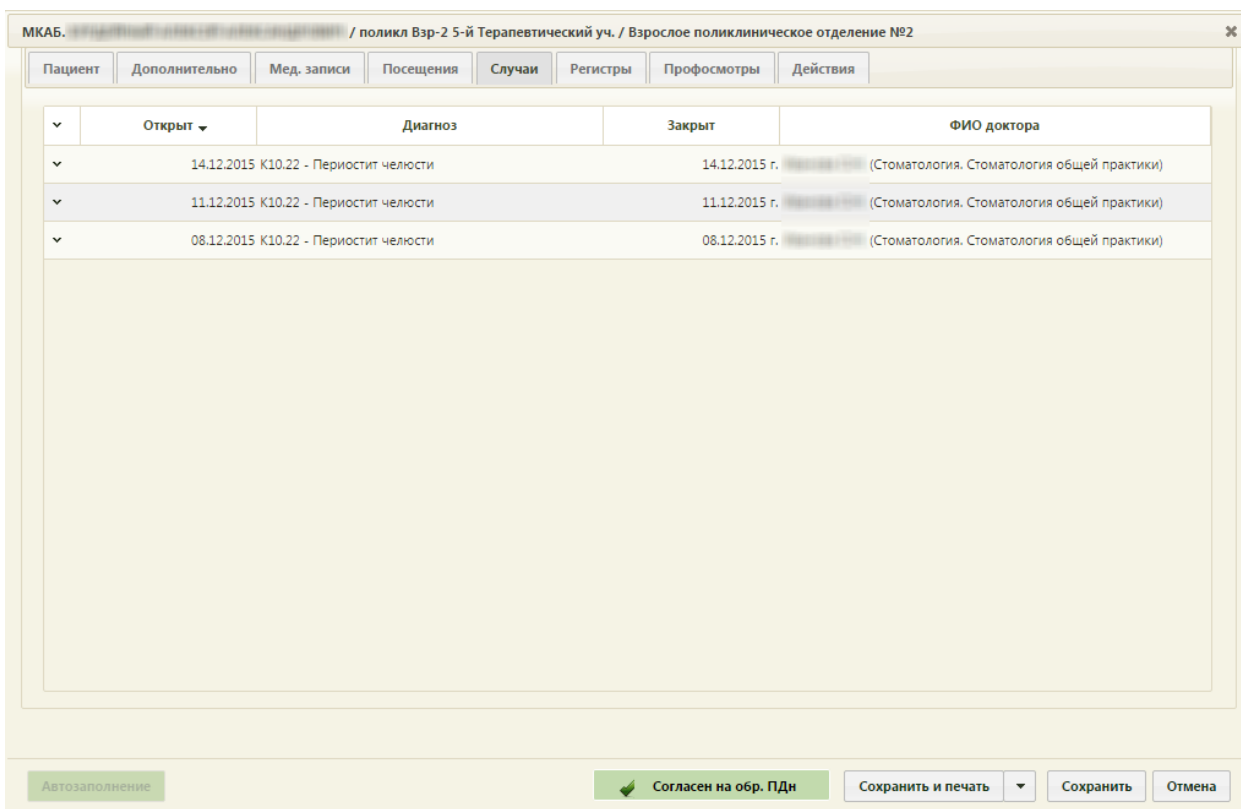 МКАБ. / поликл Взр-2 5-й Терапевтический уч. / Взрослое поликлиническое отделение №2
Пациент Дополнительно Мед. записи Посещения Случаи Регистры Профосмотры Действия
Открыт Диагноз Закрыт ФИО доктора
14.12.2015 K10.22 - Периостит челюсти 14.12.2015 г. (Стоматология. Стоматология общей практики)
11.12.2015 K10.22 - Периостит челюсти 11.12.2015 г. (Стоматология. Стоматология общей практики)
08.12.2015 K10.22 - Периостит челюсти 08.12.2015 г. (Стоматология. Стоматология общей практики)
Автозаполнение Согласен на обр. ПДн Сохранить и печать Сохранить Отмена